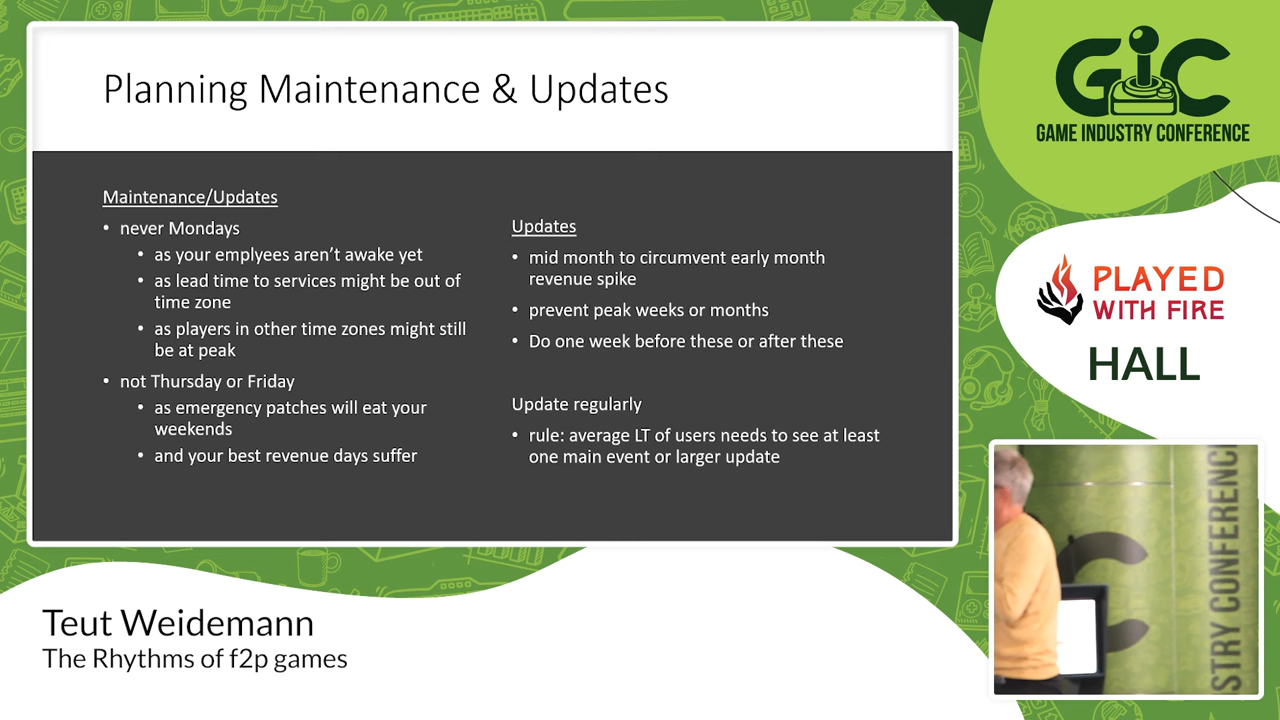 Planning Maintenance & Updates
Maintenance/Updates
• never Mondays
• as your emplyees aren't awake yet
• as lead time to services might be out of
time zone
• as players in other time zones might still
be at peak
• not Thursday or Friday
• as emergency patches will eat your
weekends
• and your best revenue days suffer
Updates
• mid month to circumvent early month
revenue spike
• prevent peak weeks or months
• Do one week before these or after these
Update regularly
• rule: average LT of users needs to see at least
one main event or larger update
GIC
GAME INDUSTRY CONFERENCE
PLAYED
WITH FIRE
HALL
STRY CONFERENC
Teut Weidemann
The Rhythms of f2p games